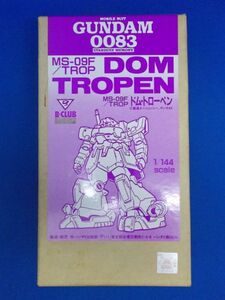 MOBILE SUIT
GUNDAM
0083
STARDUST MEMORY
MS-09F
/TROP
DOM
TROPEN
B-CLUB
MS-09F
/TROP
ドム・トローペン
1/144
scale